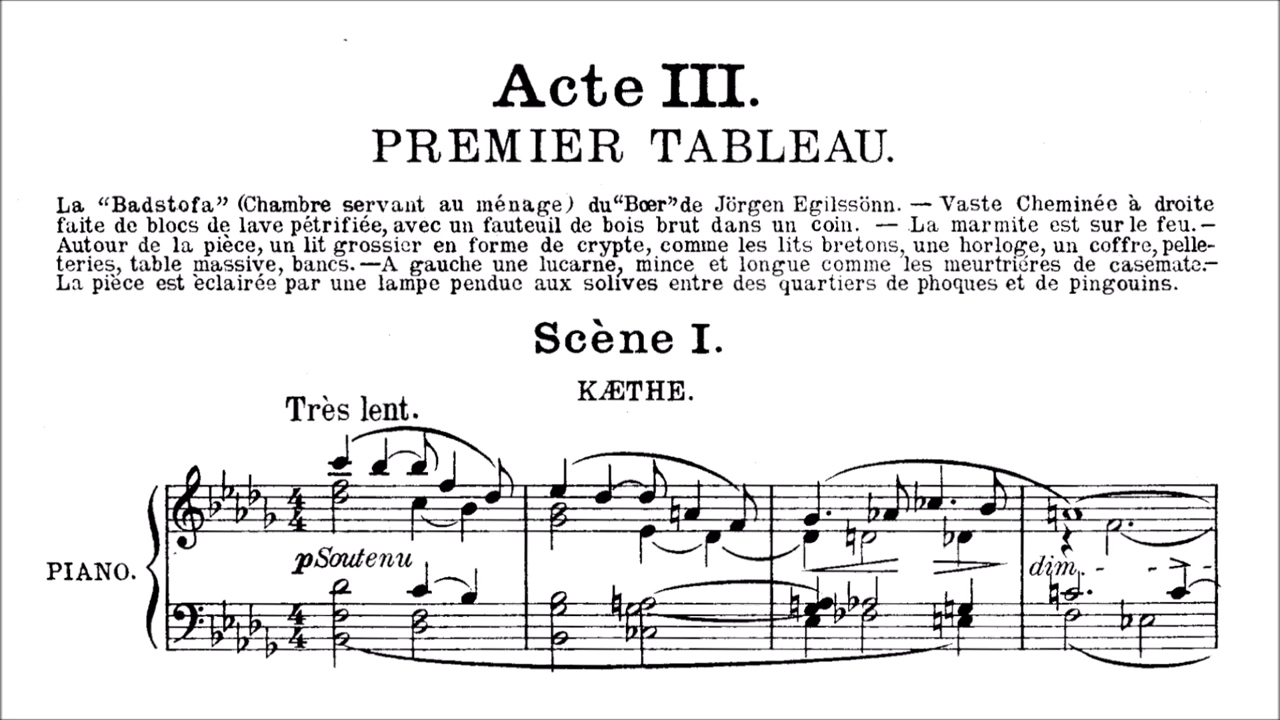 Acte III.
PREMIER TABLEAU.
La “Badstofa” (Chambre servant au ménage) du “Bœr” de Jörgen Egilssönn. — Vaste Cheminée à droite
faite de blocs de lave pétrifiée, avec un fauteuil de bois brut dans un coin. — La marmite est sur le feu. —
Autour de la pièce, un lit grossier en forme de crypte, comme les lits bretons, une horloge, un coffre, pelle-
teries, table massive, bancs. — A gauche une lucarne, mince et longue comme les meurtrières de casemate. —
La pièce est éclairée par une lampe pendue aux solives entre des quartiers de phoques et de pingouins.
Scène I.
KÆTHE.
Très lent.
p Soutenu
PIANO.
dim.